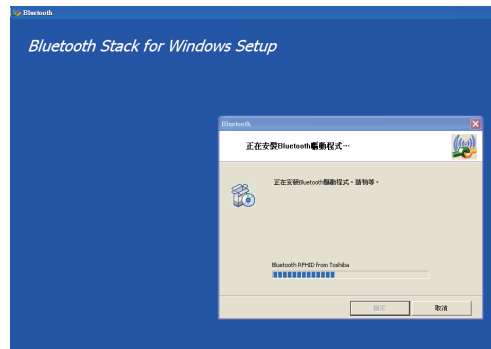 Bluetooth
Bluetooth Stack for Windows Setup
Bluetooth
正在安裝Bluetooth驅動程式…
正在安裝Bluetooth驅動程式，請稍等。
Bluetooth RFHID from Toshiba
確定
取消